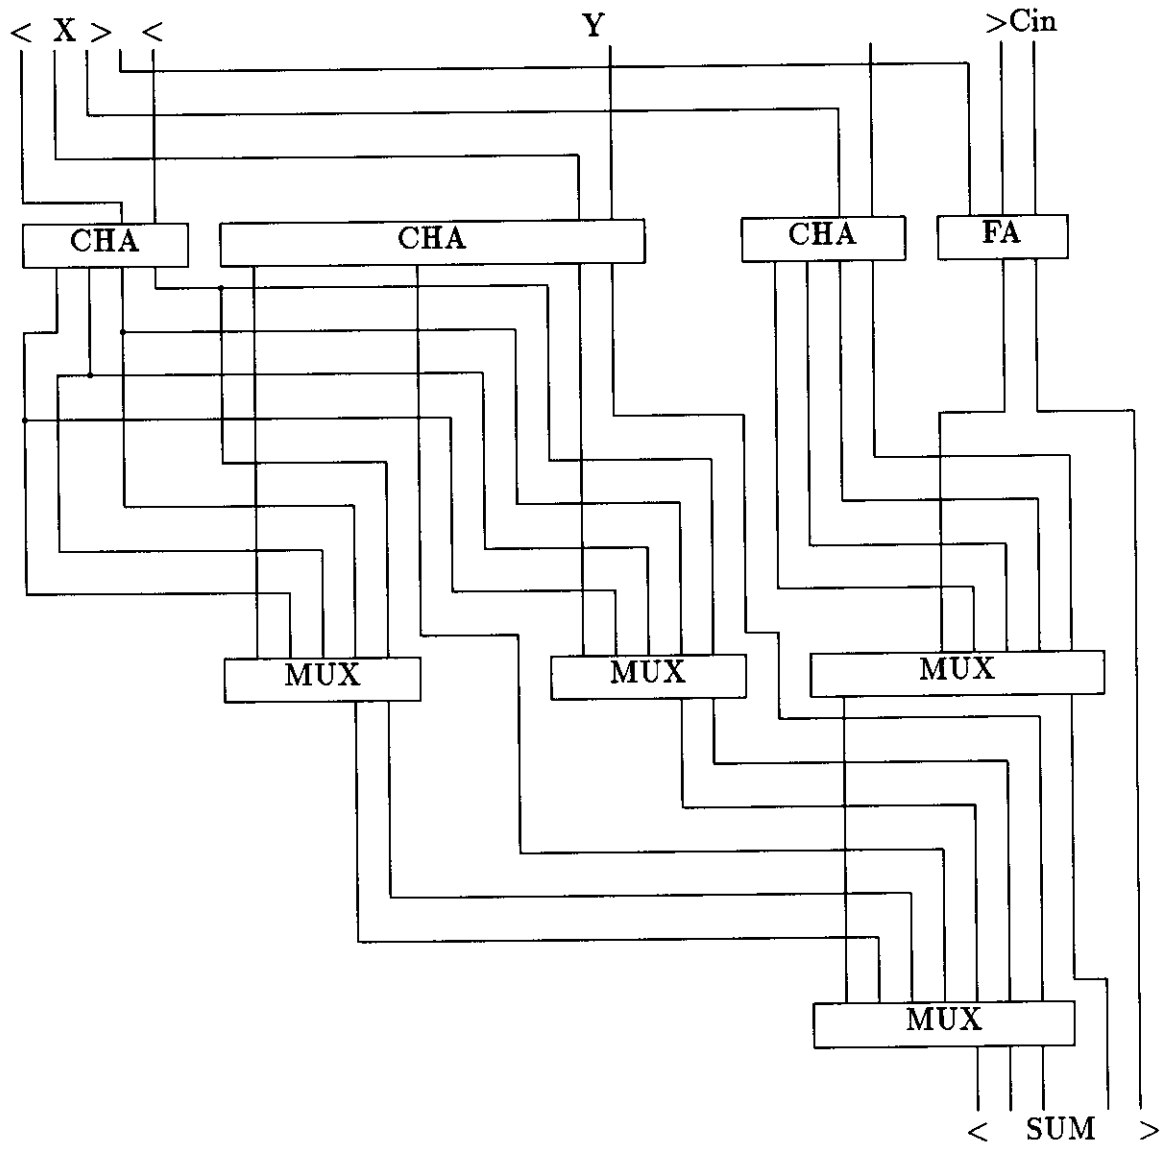 < X > < Y >Cin
CHA CHA CHA FA
MUX MUX MUX
MUX
< SUM >